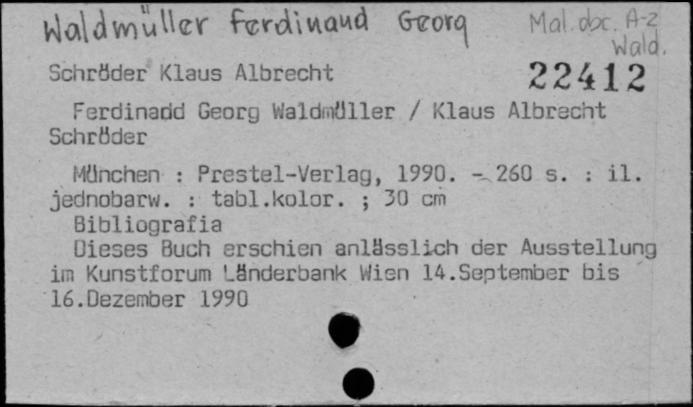 Waldmüller Ferdinand Georg
Mal. obc. A-Z
Wald.
Schröder Klaus Albrecht
22412
Ferdinadd Georg Waldmüller / Klaus Albrecht
Schröder
München : Prestel-Verlag, 1990. - 260 s. : il.
jednobarw. : tabl.kolor. ; 30 cm
Bibliografia
Dieses Buch erschien anlässlich der Ausstellung
im Kunstforum Länderbank Wien 14.September bis
16.Dezember 1990